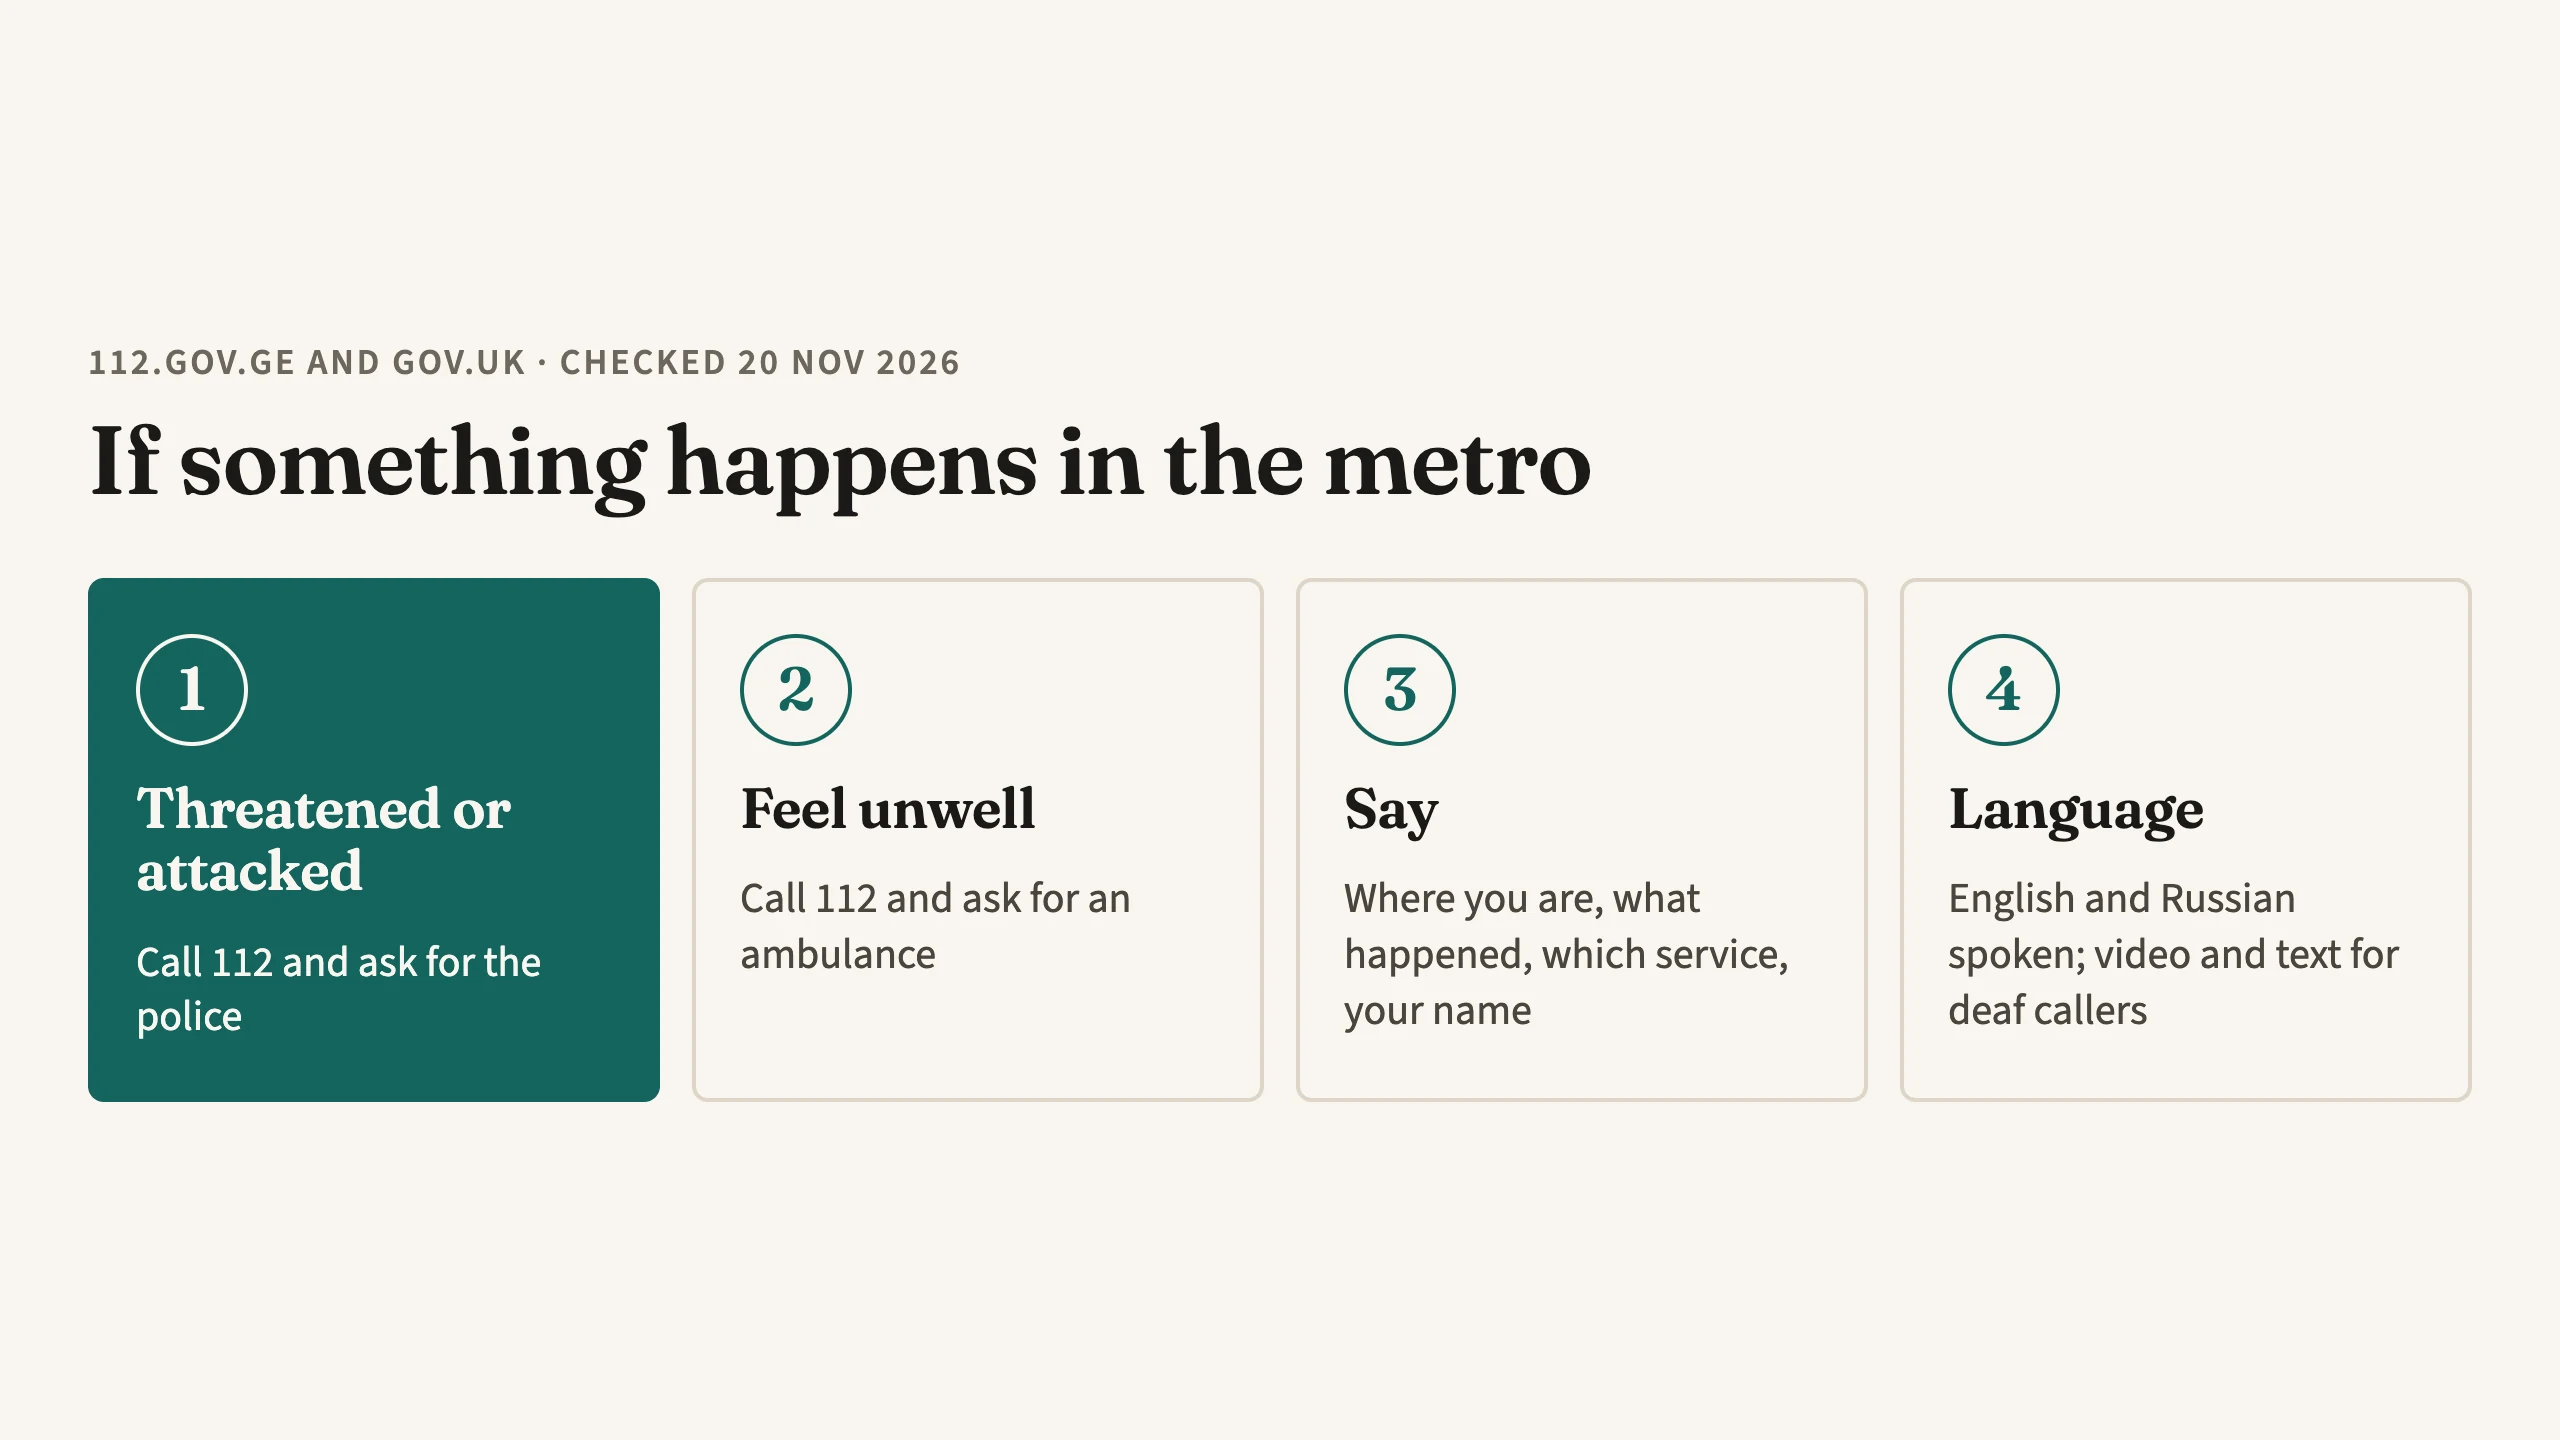 112.GOV.GE AND GOV.UK · CHECKED 20 NOV 2026
If something happens in the metro
1
Threatened or
attacked
Call 112 and ask for the
police
2
Feel unwell
Call 112 and ask for an
ambulance
3
Say
Where you are, what
happened, which service,
your name
4
Language
English and Russian
spoken; video and text for
deaf callers